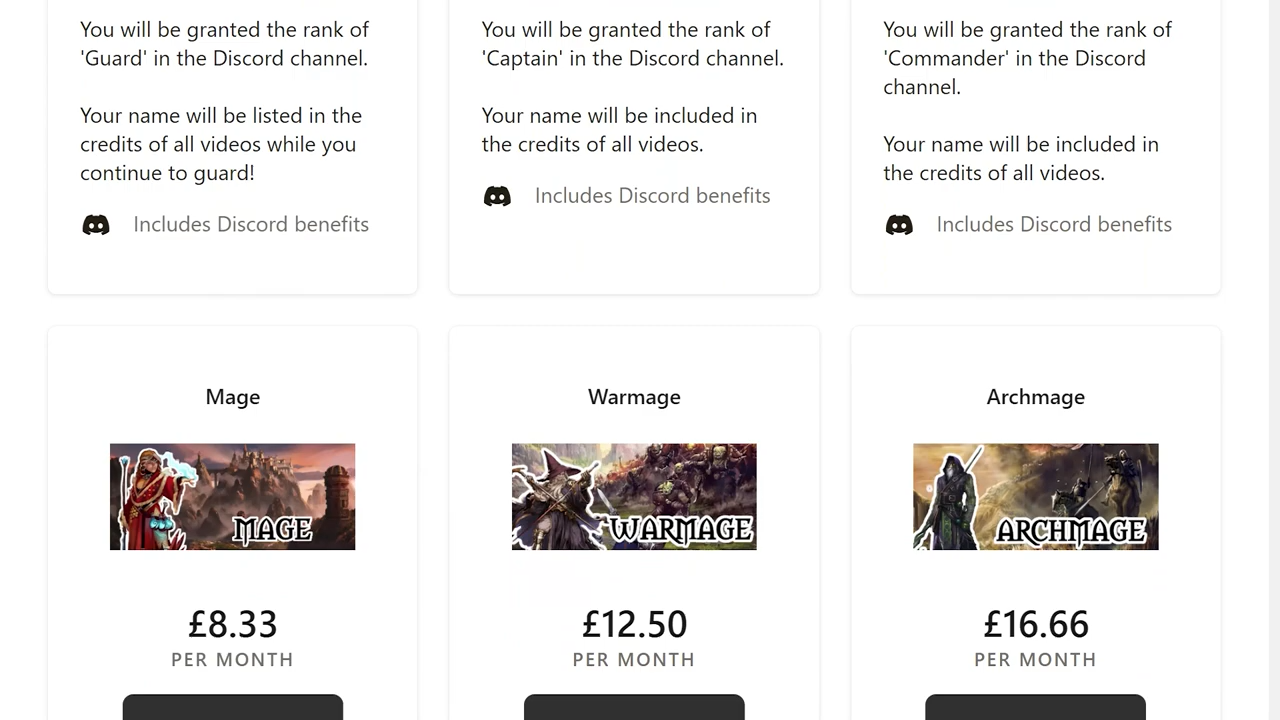 You will be granted the rank of
'Guard' in the Discord channel.
Your name will be listed in the
credits of all videos while you
continue to guard!
Includes Discord benefits
You will be granted the rank of
'Captain' in the Discord channel.
Your name will be included in
the credits of all videos.
Includes Discord benefits
You will be granted the rank of
'Commander' in the Discord
channel.
Your name will be included in
the credits of all videos.
Includes Discord benefits
Mage
MAGE
£8.33
PER MONTH
Warmage
WARMAGE
£12.50
PER MONTH
Archmage
ARCHMAGE
£16.66
PER MONTH